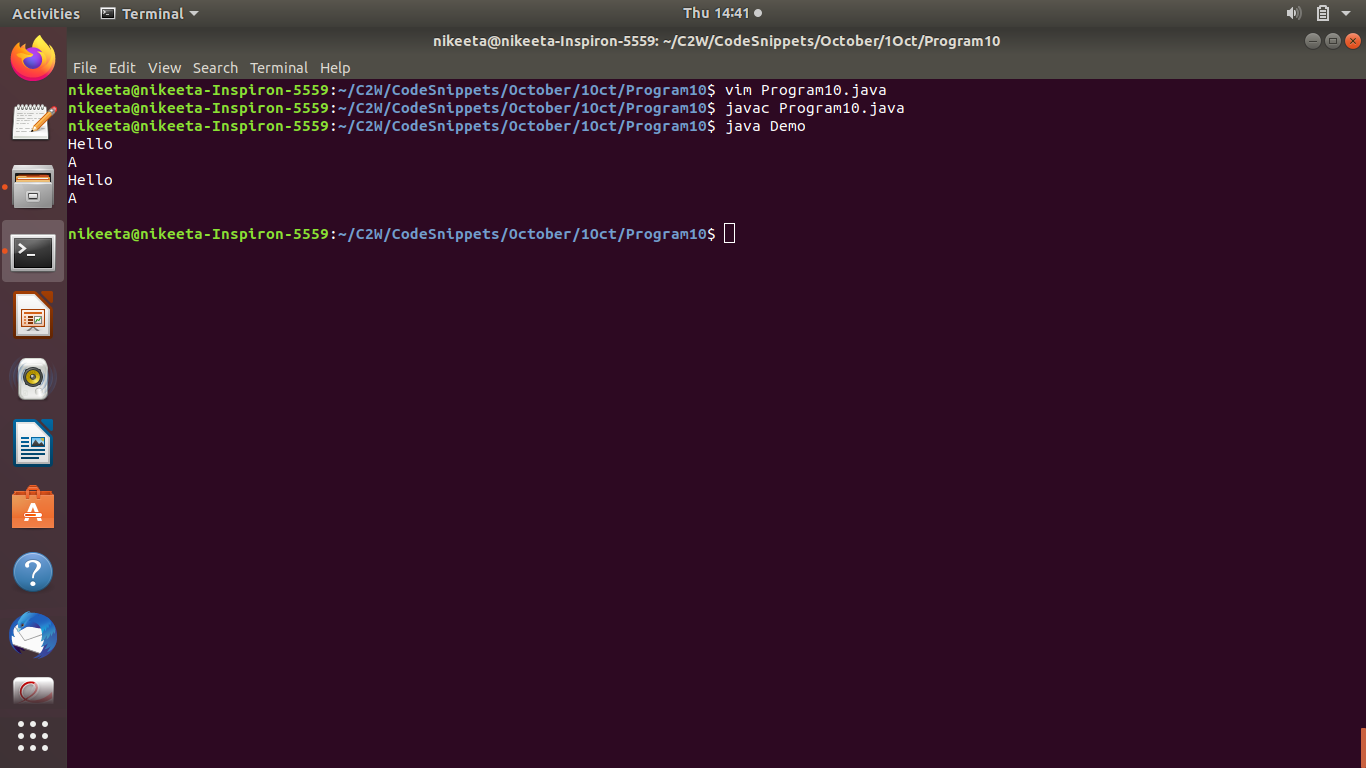 Activities Terminal Thu 14:41
nikeeta@nikeeta-Inspiron-5559: ~/C2W/CodeSnippets/October/1Oct/Program10
File Edit View Search Terminal Help
nikeeta@nikeeta-Inspiron-5559:~/C2W/CodeSnippets/October/1Oct/Program10$ vim Program10.java
nikeeta@nikeeta-Inspiron-5559:~/C2W/CodeSnippets/October/1Oct/Program10$ javac Program10.java
nikeeta@nikeeta-Inspiron-5559:~/C2W/CodeSnippets/October/1Oct/Program10$ java Demo
Hello
A
Hello
A
nikeeta@nikeeta-Inspiron-5559:~/C2W/CodeSnippets/October/1Oct/Program10$